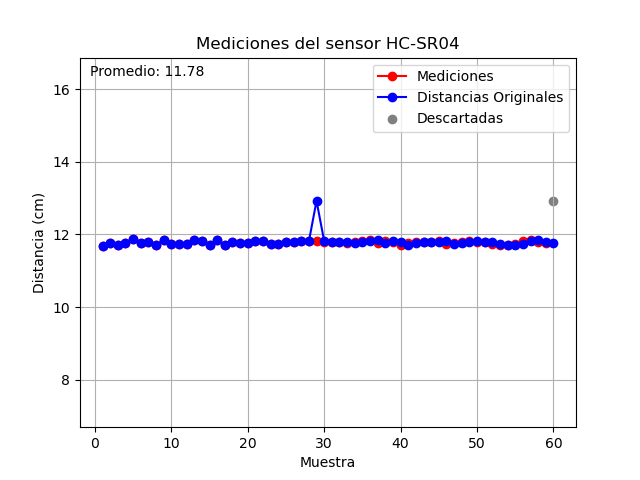 Mediciones del sensor HC-SR04
Promedio: 11.78
Mediciones
Distancias Originales
Descartadas
16
14
12
10
8
Distancia (cm)
0 10 20 30 40 50 60
Muestra